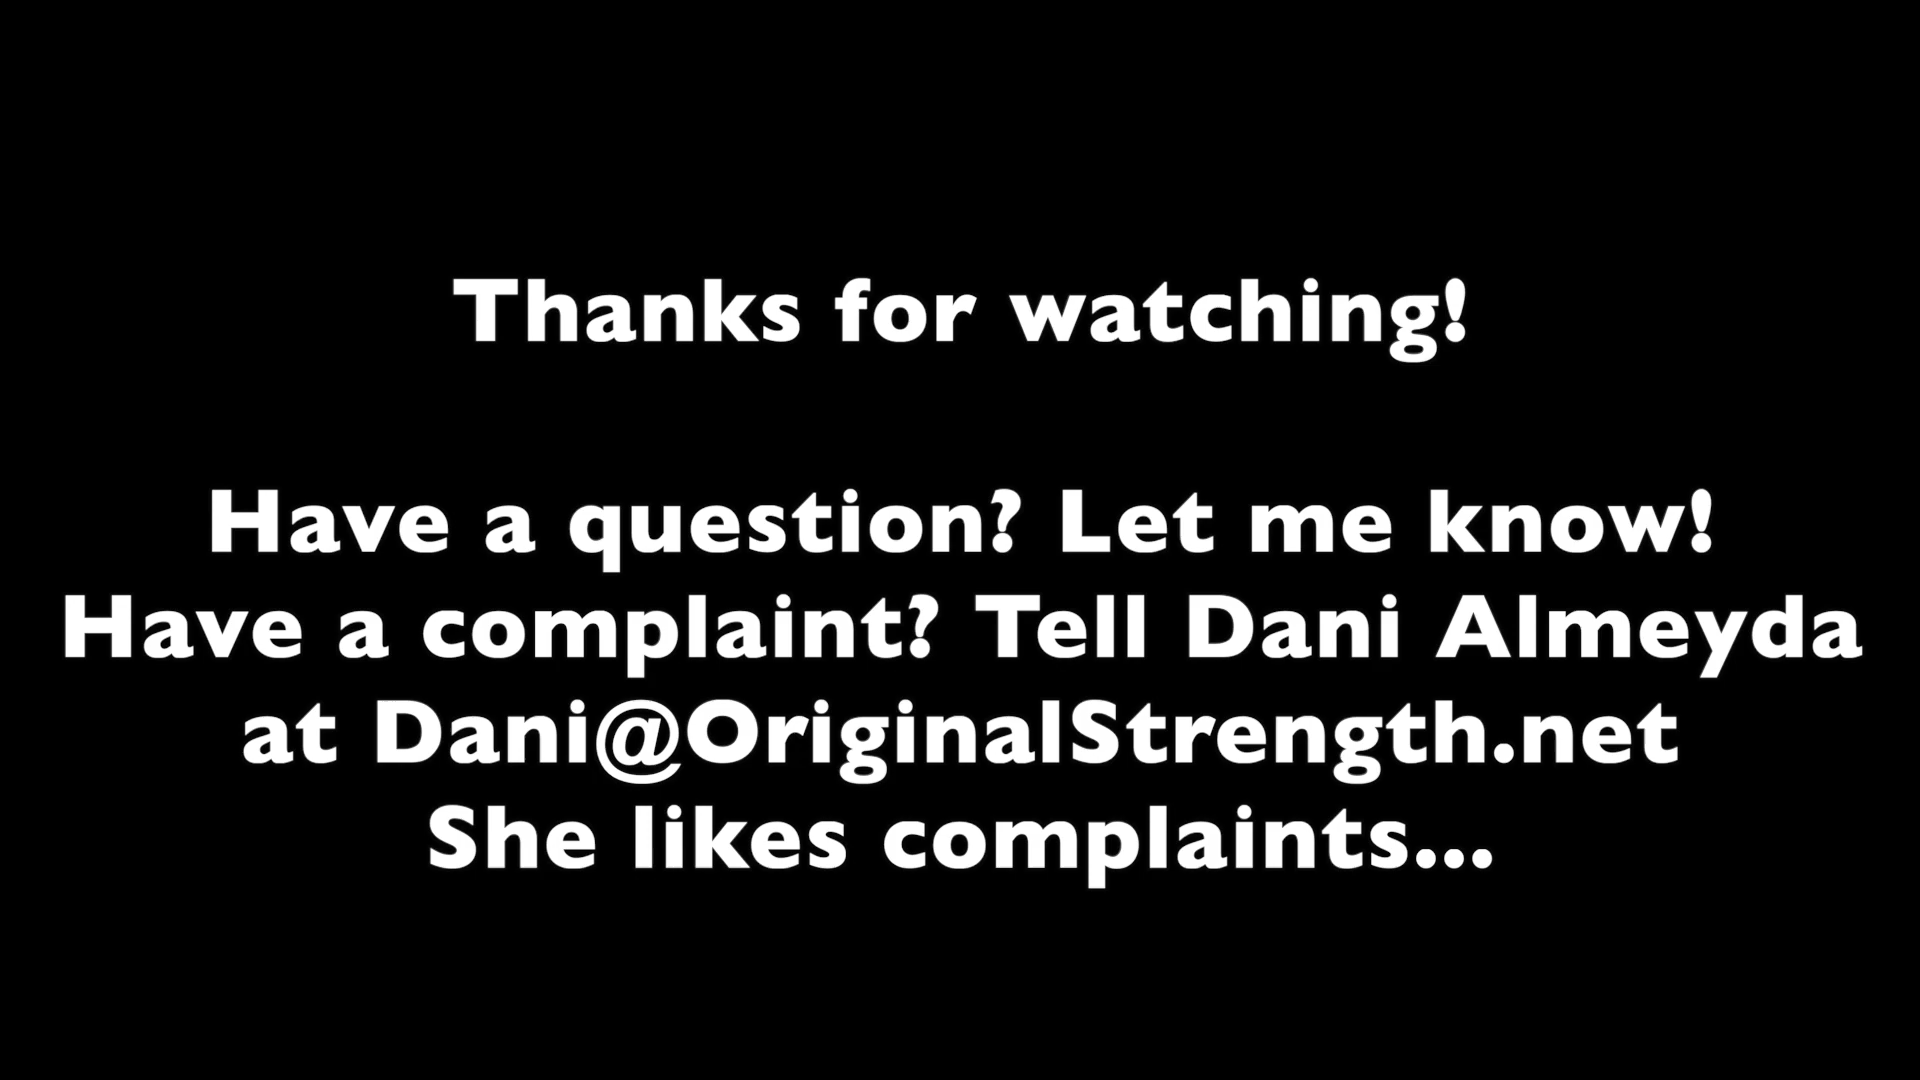 Thanks for watching!
Have a question? Let me know!
Have a complaint? Tell Dani Almeyda
at Dani@OriginalStrength.net
She likes complaints...